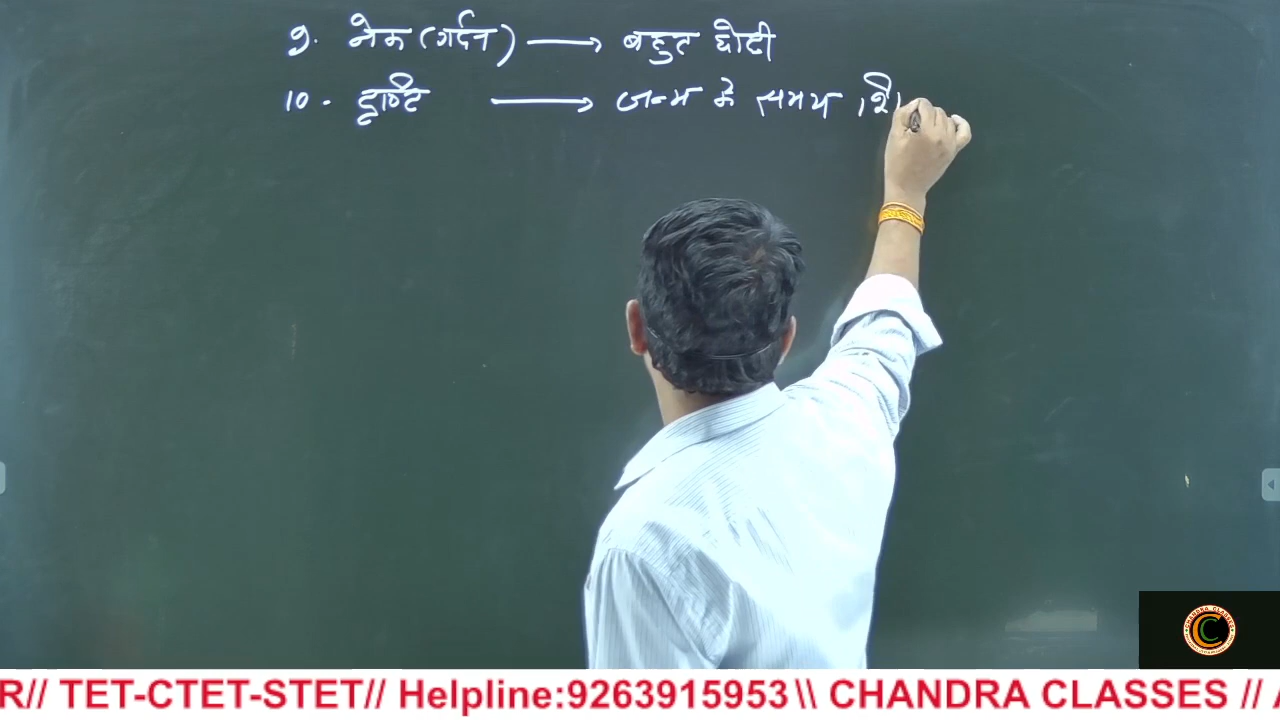 9. नेक (गर्दन) → बहुत छोटी
10. दृष्टि → जन्म के समय शि
R// TET-CTET-STET// Helpline:9263915953 \\ CHANDRA CLASSES //